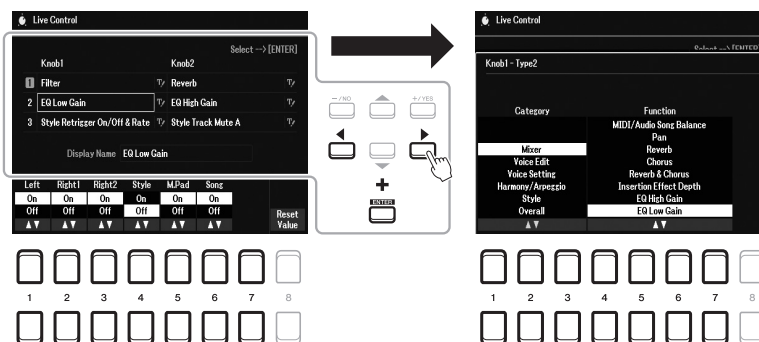 Live Control
Select --> [ENTER]
Knob1 Knob2
1 Filter Reverb
2 EQ Low Gain EQ High Gain
3 Style Retrigger On/Off & Rate Style Track Mute A
Display Name EQ Low Gain
Left Right1 Right2 Style M.Pad Song
On On On On On On
Off Off Off Off Off Off
Reset
Value
1 2 3 4 5 6 7 8
－/NO ＋/YES
+
ENTER
Live Control
Select --> [ENTER]
Knob1 - Type2
Category Function
MIDI/Audio Song Balance
Pan
Mixer Reverb
Voice Edit Chorus
Voice Setting Reverb & Chorus
Harmony/Arpeggio Insertion Effect Depth
Style EQ High Gain
Overall EQ Low Gain
1 2 3 4 5 6 7 8